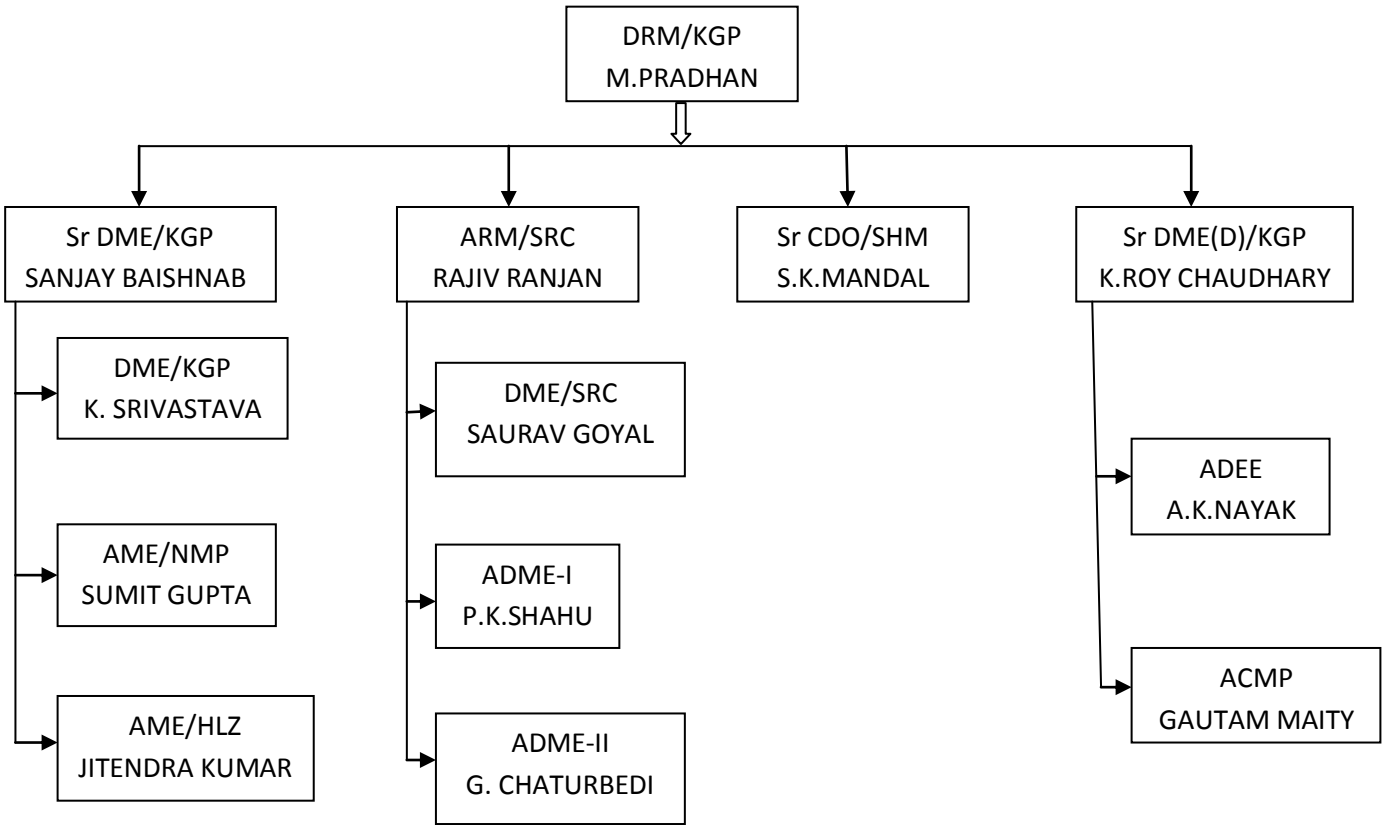 DRM/KGP
M.PRADHAN
Sr DME/KGP
SANJAY BAISHNAB
ARM/SRC
RAJIV RANJAN
Sr CDO/SHM
S.K.MANDAL
Sr DME(D)/KGP
K.ROY CHAUDHARY
DME/KGP
K. SRIVASTAVA
AME/NMP
SUMIT GUPTA
AME/HLZ
JITENDRA KUMAR
DME/SRC
SAURAV GOYAL
ADME-I
P.K.SHAHU
ADME-II
G. CHATURBEDI
ADEE
A.K.NAYAK
ACMP
GAUTAM MAITY